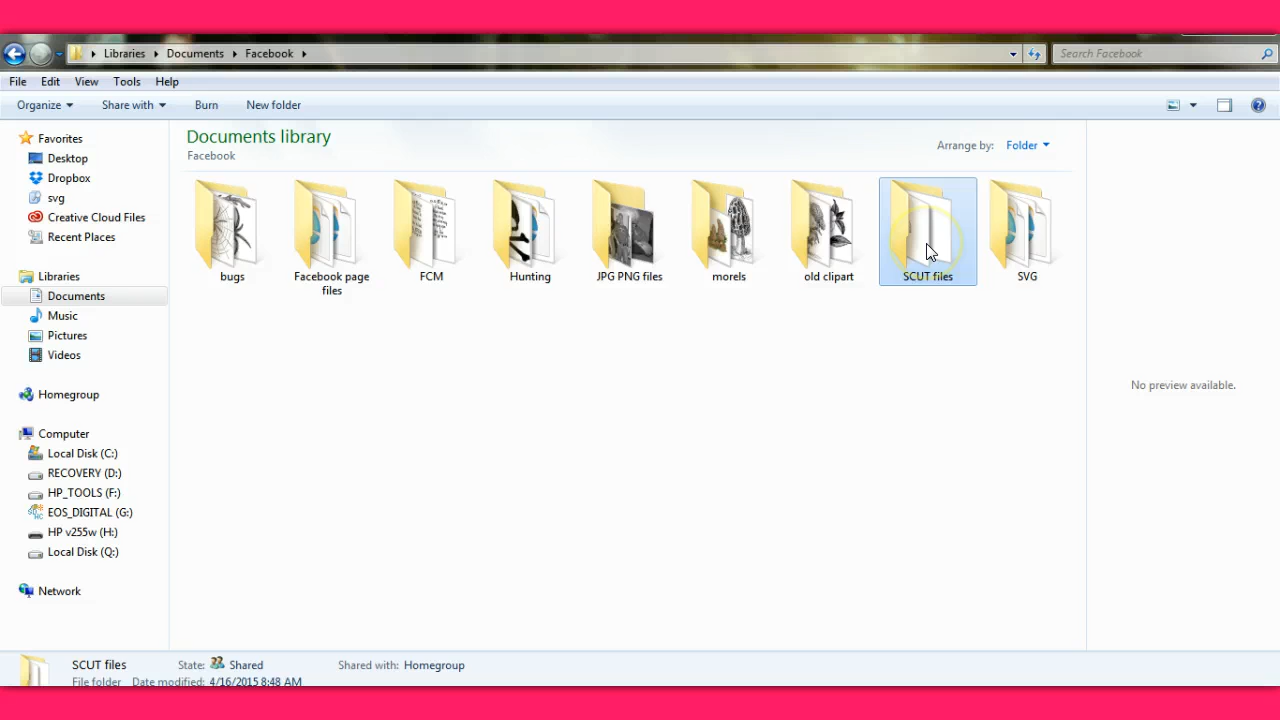 Libraries Documents Facebook
Search Facebook
File Edit View Tools Help
Organize Share with Burn New folder
Favorites
Desktop
Dropbox
svg
Creative Cloud Files
Recent Places
Libraries
Documents
Music
Pictures
Videos
Homegroup
Computer
Local Disk (C:)
RECOVERY (D:)
HP_TOOLS (F:)
EOS_DIGITAL (G:)
HP v255w (H:)
Local Disk (Q:)
Network
Documents library
Facebook
Arrange by: Folder
bugs
Facebook page
files
FCM
Hunting
JPG PNG files
morels
old clipart
SCUT files
SVG
No preview available.
SCUT files State: Shared Shared with: Homegroup
File folder Date modified: 4/16/2015 8:48 AM